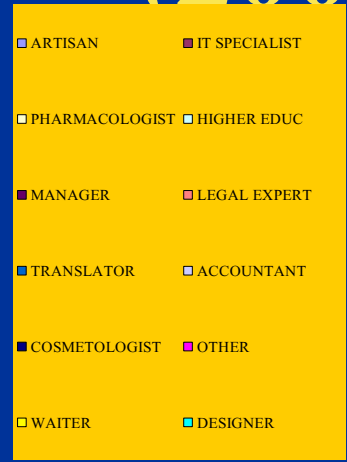 ARTISAN IT SPECIALIST
PHARMACOLOGIST HIGHER EDUC
MANAGER LEGAL EXPERT
TRANSLATOR ACCOUNTANT
COSMETOLOGIST OTHER
WAITER DESIGNER